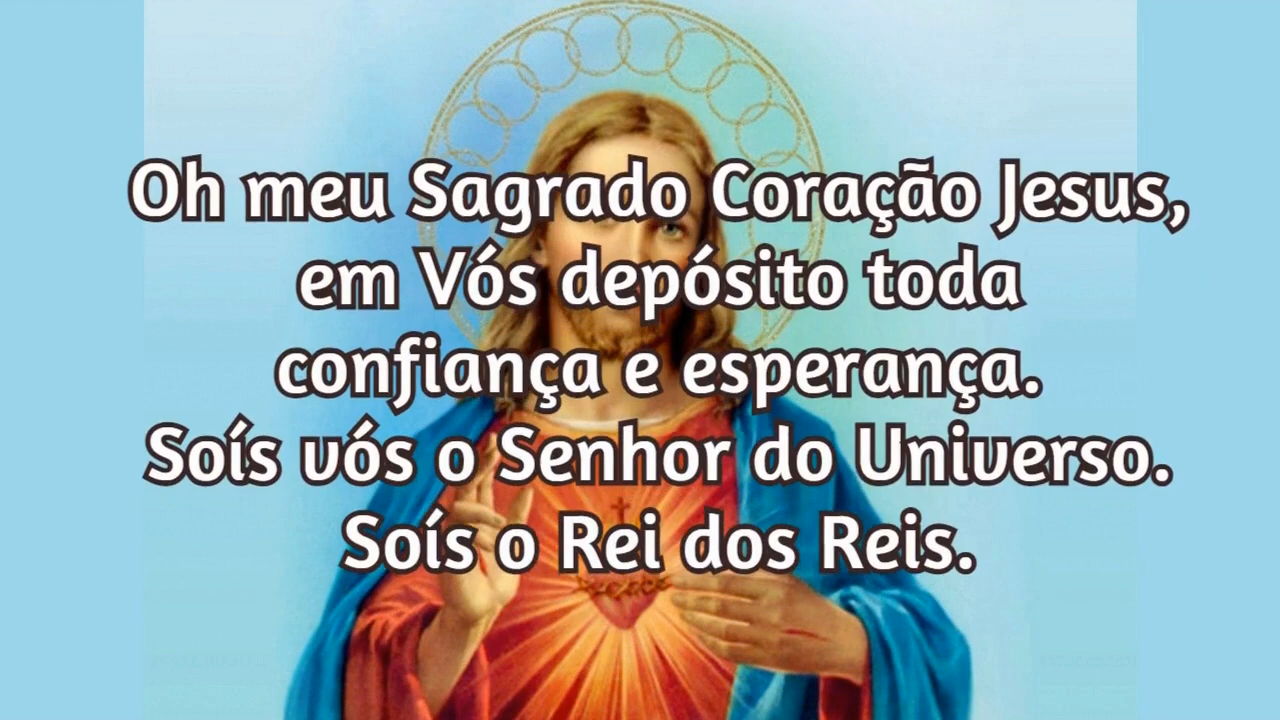 Oh meu Sagrado Coração Jesus,
em Vós depósito toda
confiança e esperança.
Soís vós o Senhor do Universo.
Soís o Rei dos Reis.